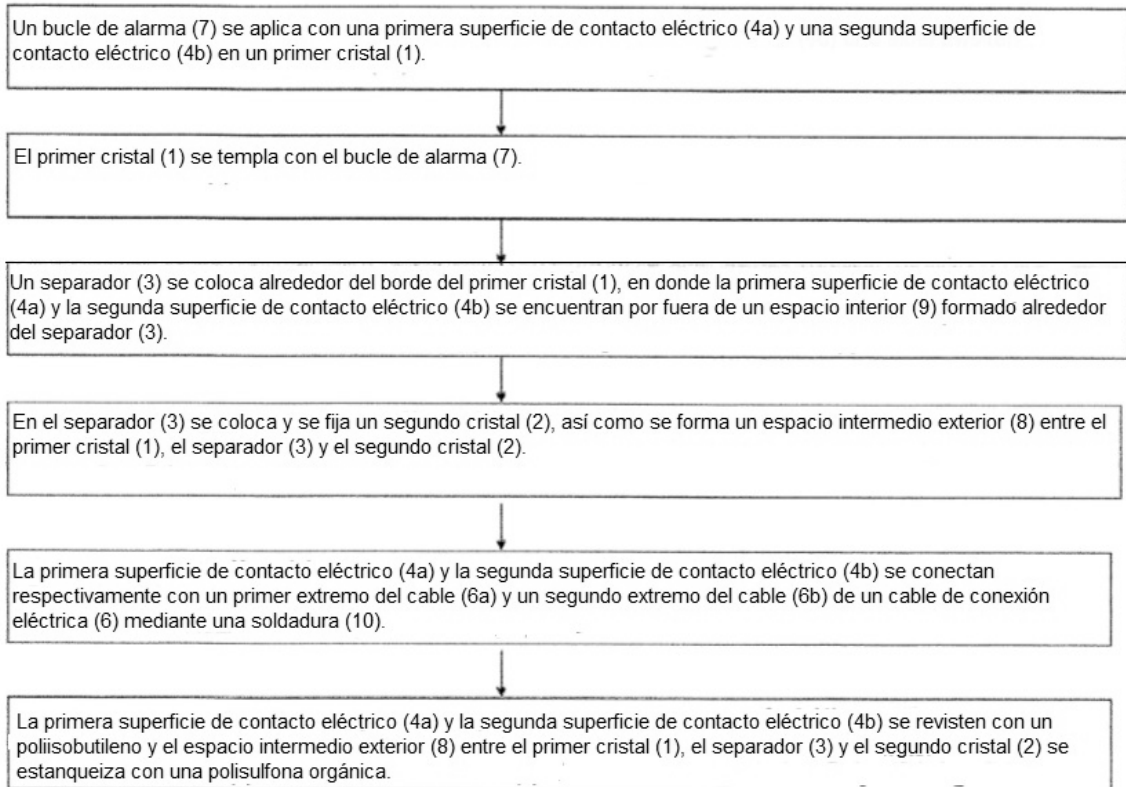 Un bucle de alarma (7) se aplica con una primera superficie de contacto eléctrico (4a) y una segunda superficie de
contacto eléctrico (4b) en un primer cristal (1).
El primer cristal (1) se templa con el bucle de alarma (7).
Un separador (3) se coloca alrededor del borde del primer cristal (1), en donde la primera superficie de contacto eléctrico
(4a) y la segunda superficie de contacto eléctrico (4b) se encuentran por fuera de un espacio interior (9) formado alrededor
del separador (3).
En el separador (3) se coloca y se fija un segundo cristal (2), así como se forma un espacio intermedio exterior (8) entre el
primer cristal (1), el separador (3) y el segundo cristal (2).
La primera superficie de contacto eléctrico (4a) y la segunda superficie de contacto eléctrico (4b) se conectan
respectivamente con un primer extremo del cable (6a) y un segundo extremo del cable (6b) de un cable de conexión
eléctrica (6) mediante una soldadura (10).
La primera superficie de contacto eléctrico (4a) y la segunda superficie de contacto eléctrico (4b) se revisten con un
poliisobutileno y el espacio intermedio exterior (8) entre el primer cristal (1), el separador (3) y el segundo cristal (2) se
estanqueiza con una polisulfona orgánica.